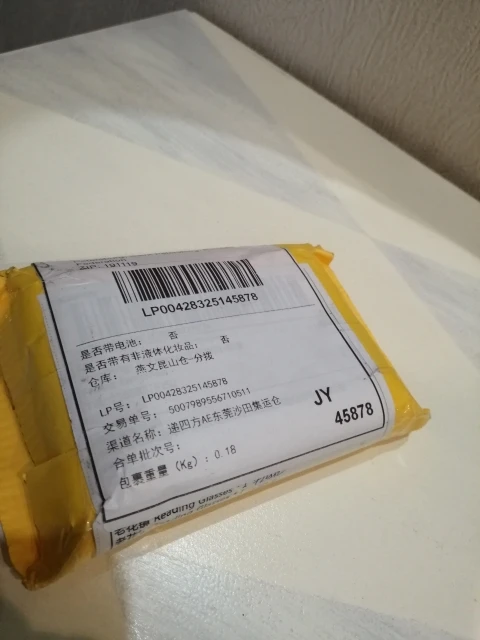 ZIP: 191119
LP00428325145878
是否带电池: 否
是否带有非液体化妆品: 否
仓库: 燕文昆山仓-分拨
LP号: LP00428325145878
交易单号: 5007989556710511
渠道名称: 递四方AE东莞沙田集运仓
合单批次号:
包裹重量 (Kg) : 0.18
JY
45878
Reading Glasses